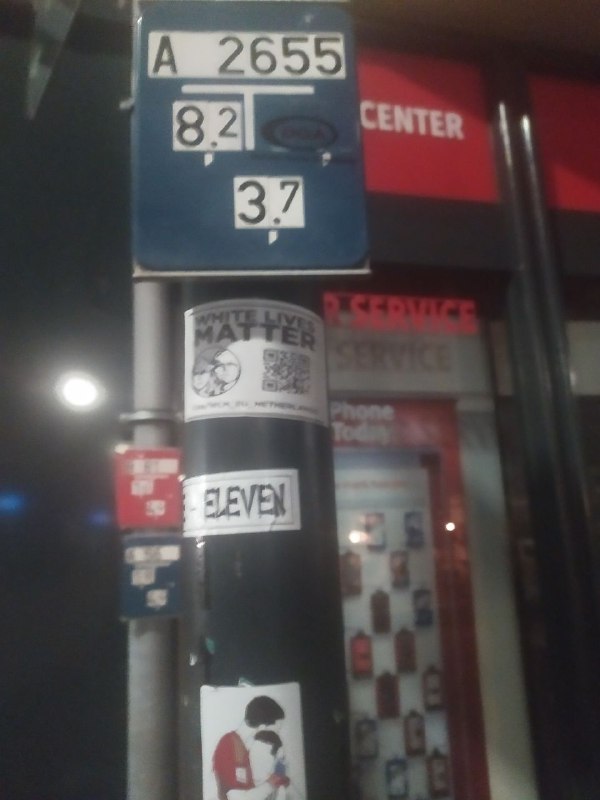 A 2655
8.2
3.7
CENTER
R SERVICE
SERVICE
WHITE LIVES
MATTER
Phone
Today
ELEVEN